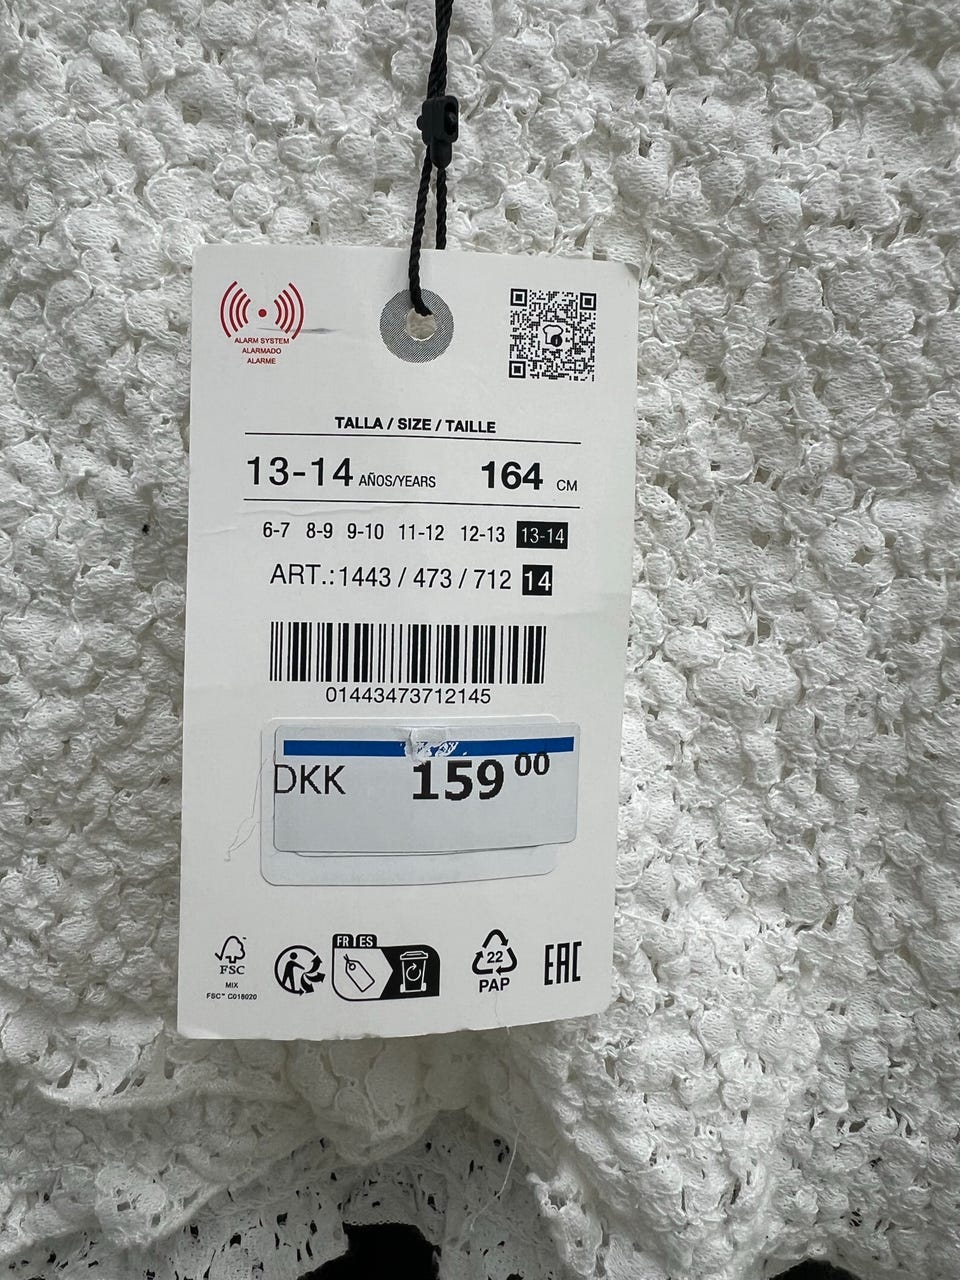 ALARM SYSTEM
ALARMADO
ALARME
TALLA / SIZE / TAILLE
13-14 AÑOS/YEARS 164 CM
6-7 8-9 9-10 11-12 12-13 13-14
ART.:1443 / 473 / 712 14
01443473712145
DKK 159 00
FR ES
FSC
MIX
FSC™ C018020
22
PAP
EAC